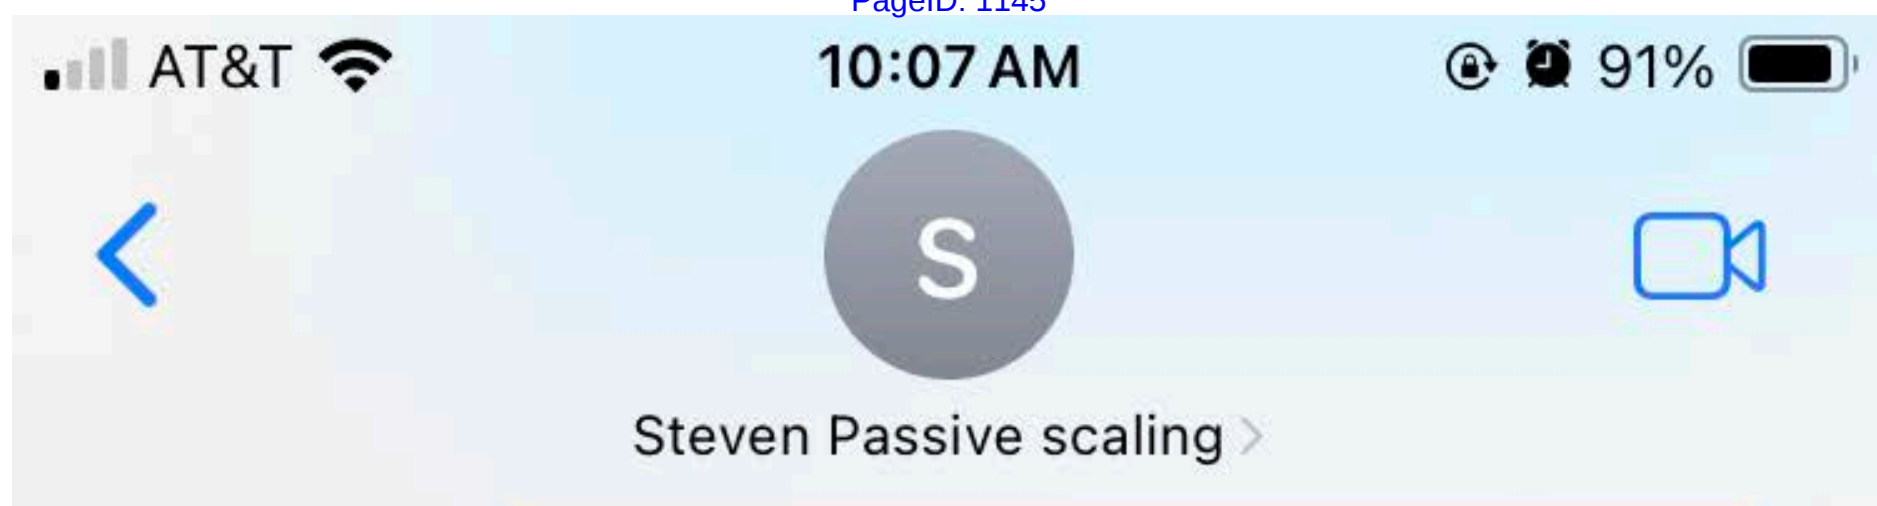 PageID: 1145
AT&T 10:07 AM 91%
S
Steven Passive scaling